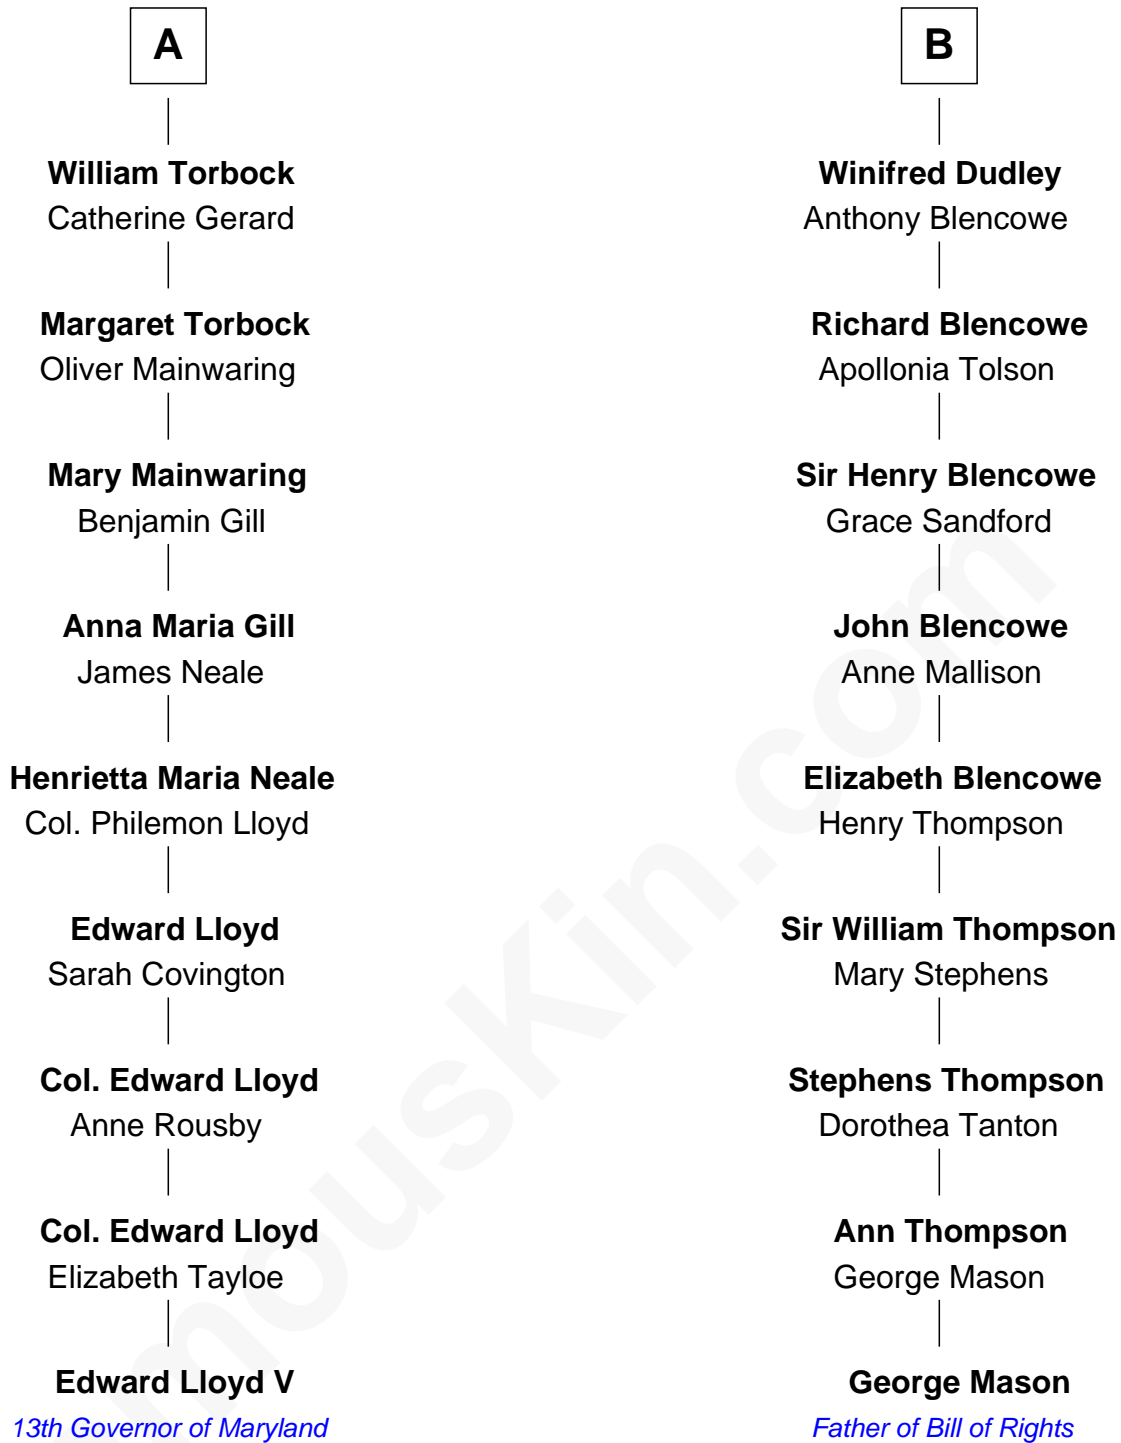 A
William Torbock
Catherine Gerard
Margaret Torbock
Oliver Mainwaring
Mary Mainwaring
Benjamin Gill
Anna Maria Gill
James Neale
Henrietta Maria Neale
Col. Philemon Lloyd
Edward Lloyd
Sarah Covington
Col. Edward Lloyd
Anne Rousby
Col. Edward Lloyd
Elizabeth Tayloe
Edward Lloyd V
13th Governor of Maryland
B
Winifred Dudley
Anthony Blencowe
Richard Blencowe
Apollonia Tolson
Sir Henry Blencowe
Grace Sandford
John Blencowe
Anne Mallison
Elizabeth Blencowe
Henry Thompson
Sir William Thompson
Mary Stephens
Stephens Thompson
Dorothea Tanton
Ann Thompson
George Mason
George Mason
Father of Bill of Rights
mousKin.com